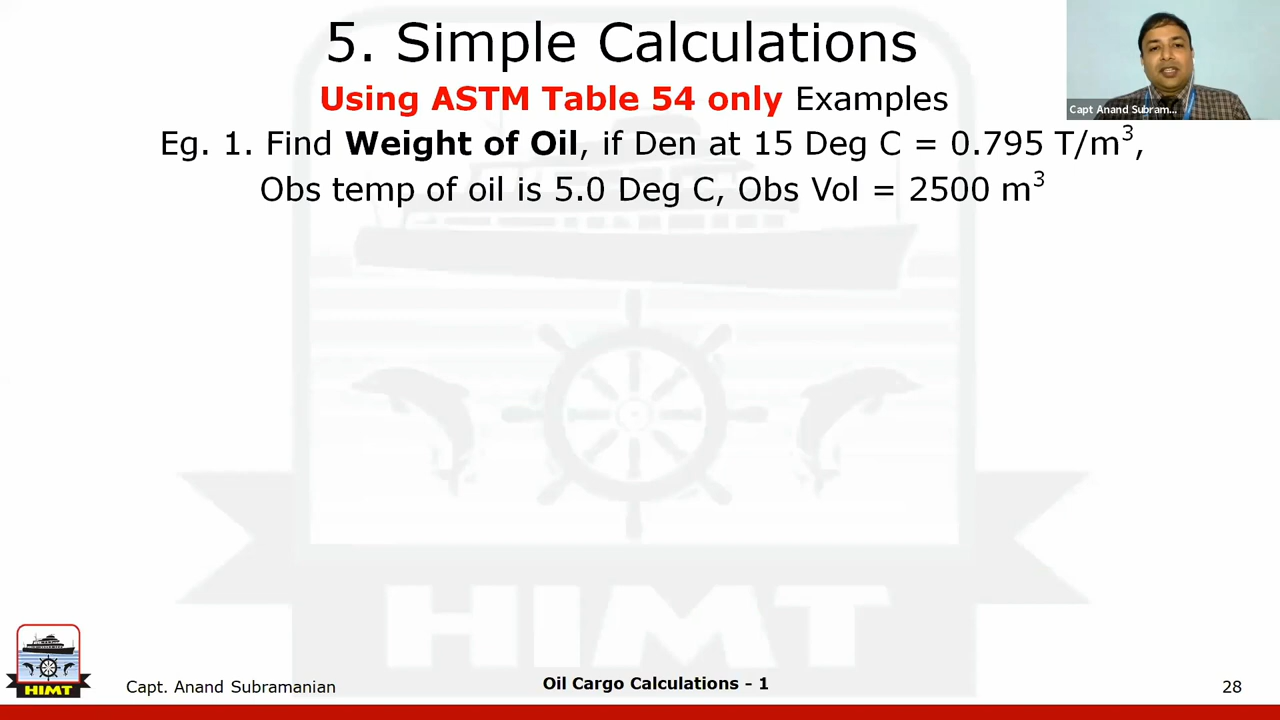 5. Simple Calculations
Using ASTM Table 54 only Examples
Eg. 1. Find Weight of Oil, if Den at 15 Deg C = 0.795 T/m³,
Obs temp of oil is 5.0 Deg C, Obs Vol = 2500 m³
Capt Anand Subram...
HIMT
HIMT
Capt. Anand Subramanian
Oil Cargo Calculations - 1
28